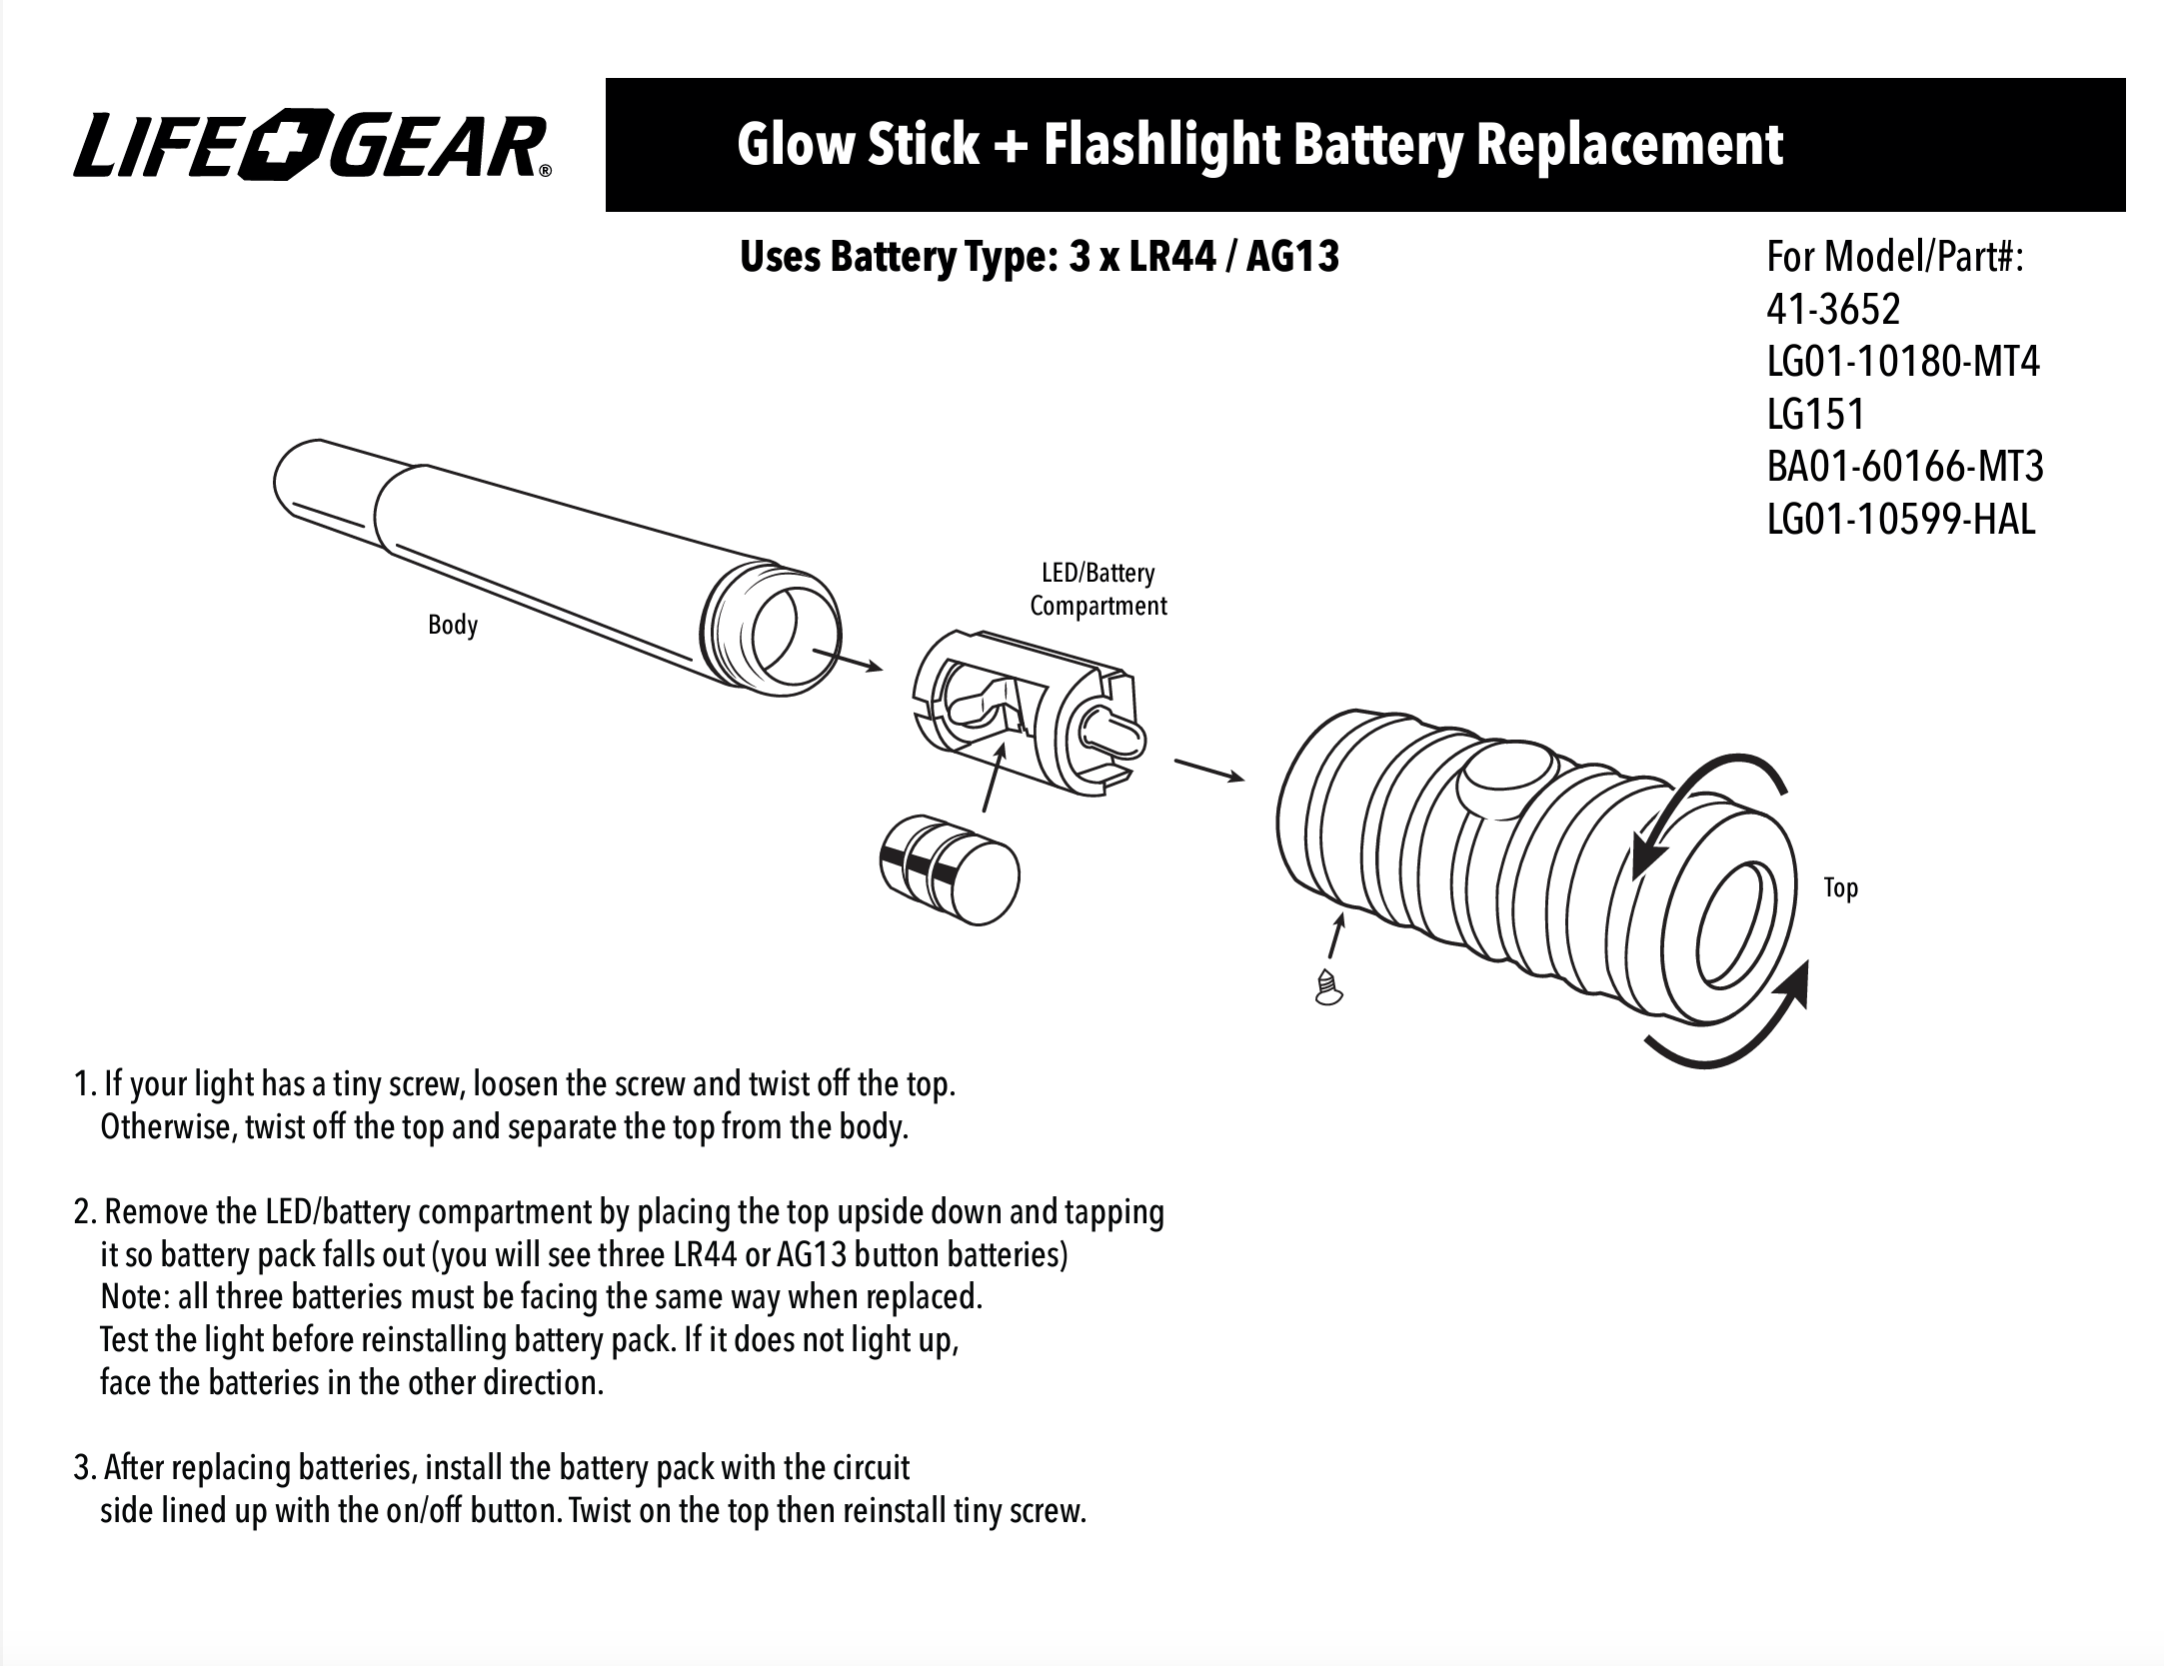 LIFE GEAR®
Glow Stick + Flashlight Battery Replacement
Uses Battery Type: 3 x LR44 / AG13
For Model/Part#:
41-3652
LG01-10180-MT4
LG151
BA01-60166-MT3
LG01-10599-HAL
Body
LED/Battery
Compartment
Top
1. If your light has a tiny screw, loosen the screw and twist off the top.
Otherwise, twist off the top and separate the top from the body.
2. Remove the LED/battery compartment by placing the top upside down and tapping
it so battery pack falls out (you will see three LR44 or AG13 button batteries)
Note: all three batteries must be facing the same way when replaced.
Test the light before reinstalling battery pack. If it does not light up,
face the batteries in the other direction.
3. After replacing batteries, install the battery pack with the circuit
side lined up with the on/off button. Twist on the top then reinstall tiny screw.